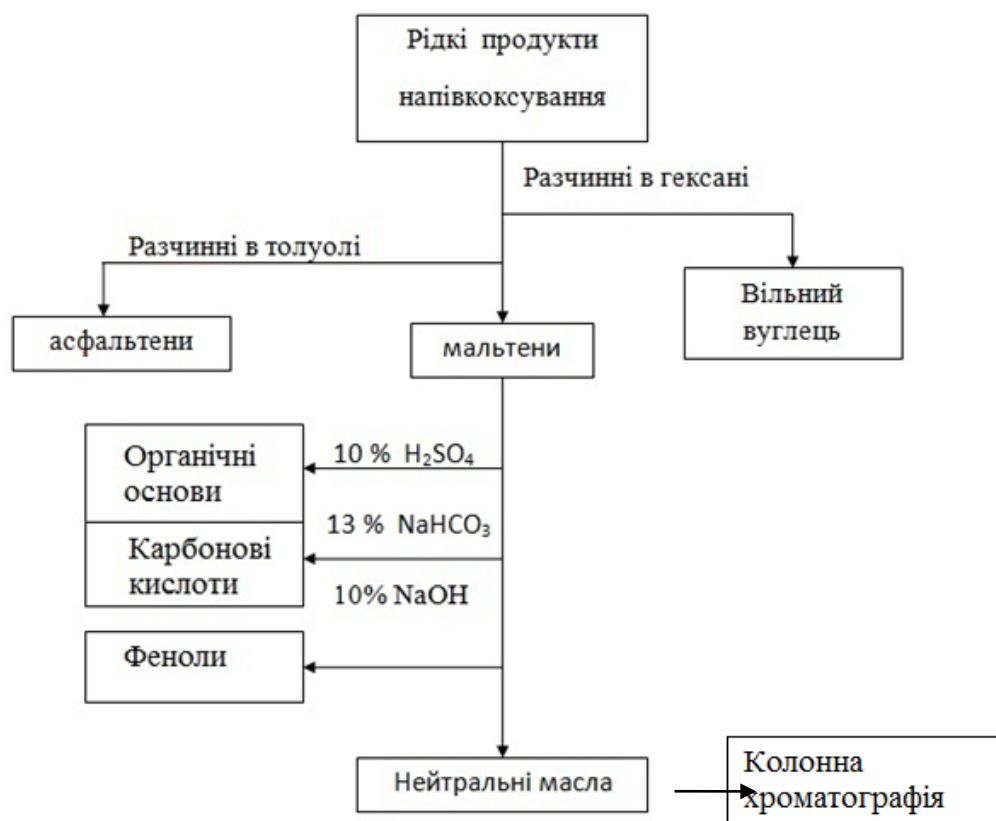 Рідкі продукти
напівкоксування
Разчинні в гексані
Разчинні в толуолі
Вільний
вуглець
асфальтени
мальтени
Органічні
основи
10 % H₂SO₄
13 % NaHCO₃
Карбонові
кислоти
10% NaOH
Феноли
Нейтральні масла
Колонна
хроматографія